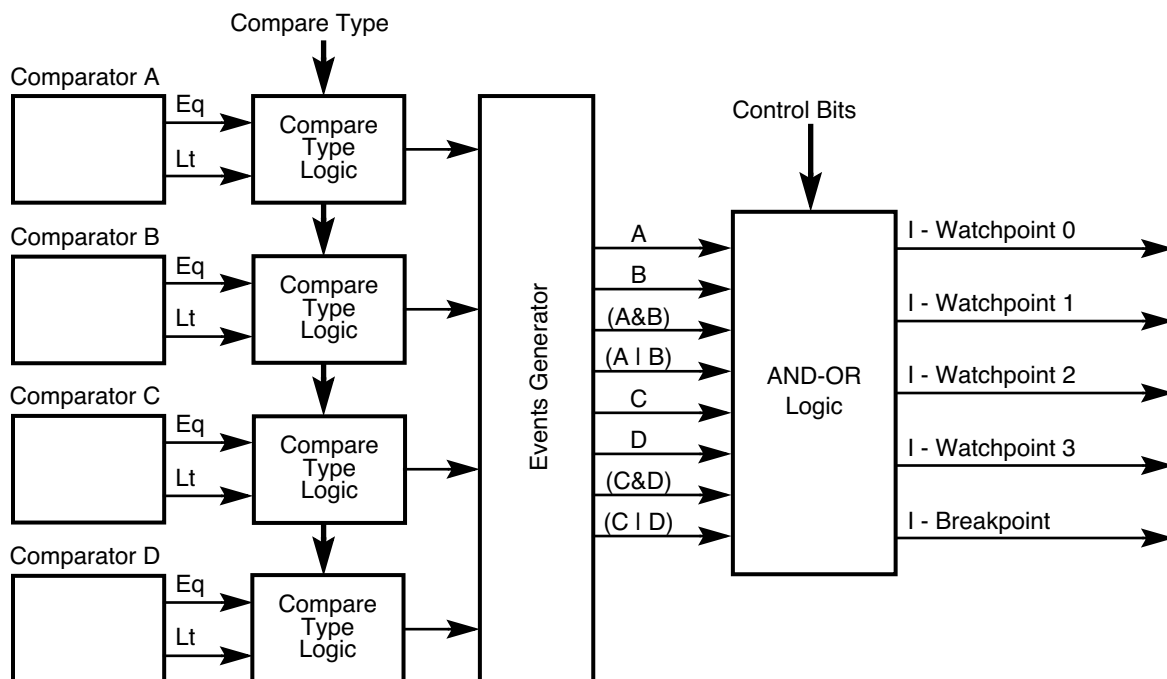 Compare Type
Comparator A
Eq
Lt
Compare
Type
Logic
Comparator B
Eq
Lt
Compare
Type
Logic
Comparator C
Eq
Lt
Compare
Type
Logic
Comparator D
Eq
Lt
Compare
Type
Logic
Events Generator
A
B
(A&B)
(A | B)
C
D
(C&D)
(C | D)
Control Bits
AND-OR
Logic
I - Watchpoint 0
I - Watchpoint 1
I - Watchpoint 2
I - Watchpoint 3
I - Breakpoint